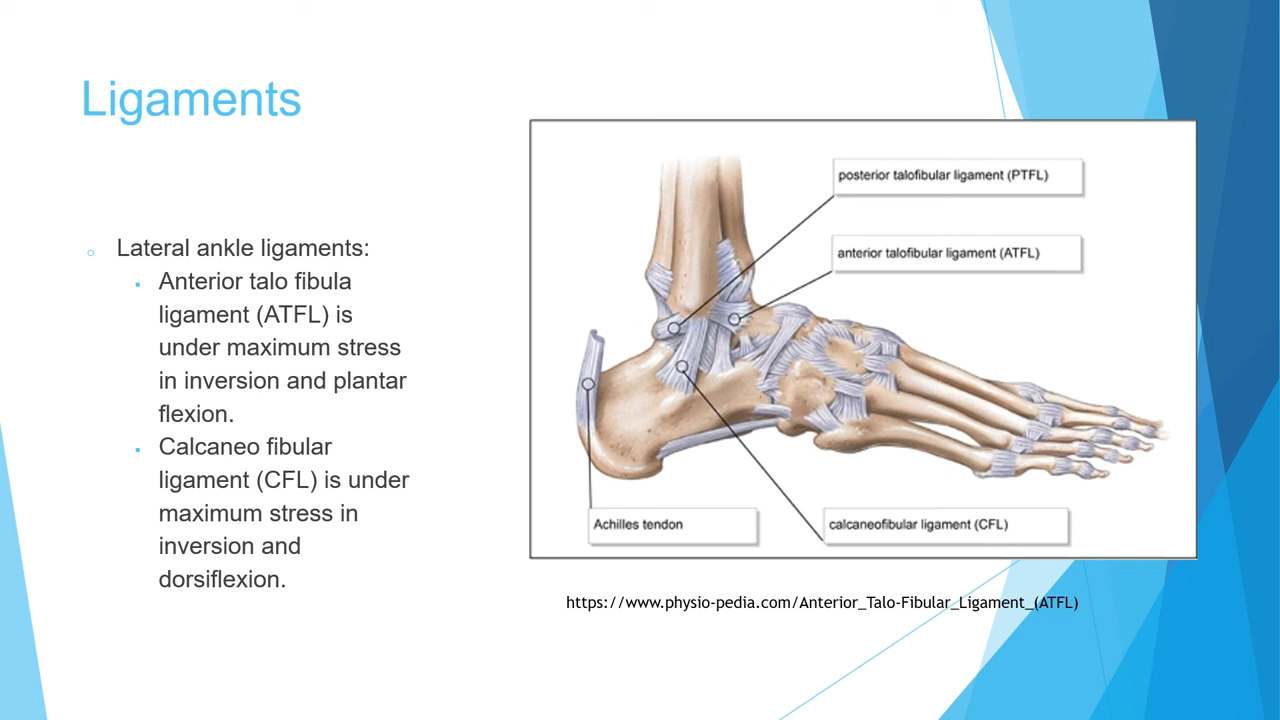 Ligaments
Lateral ankle ligaments:
Anterior talo fibula
ligament (ATFL) is
under maximum stress
in inversion and plantar
flexion.
Calcaneo fibular
ligament (CFL) is under
maximum stress in
inversion and
dorsiflexion.
posterior talofibular ligament (PTFL)
anterior talofibular ligament (ATFL)
Achilles tendon
calcaneofibular ligament (CFL)
https://www.physio-pedia.com/Anterior_Talo-Fibular_Ligament_(ATFL)